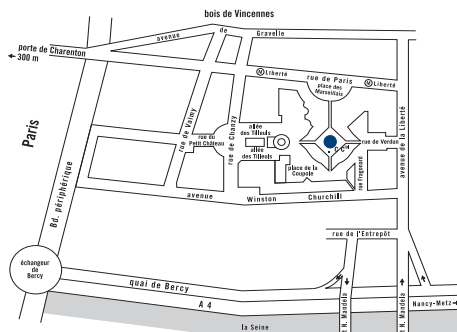 bois de Vincennes
avenue de Gravelle
porte de Charenton
300 m
M Liberté
rue de Paris
M Liberté
place des
Marseillais
Paris
Bd. périphérique
rue de Valmy
rue du
Petit Château
rue de Chanzy
allée
des Tilleuls
allée
des Tilleuls
rue de Verdun
avenue de la Liberté
place de la
Coupole
rue Fragonard
avenue Winston Churchill
rue de l'Entrepôt
échangeur
de Bercy
quai de Bercy
A 4
Nancy-Metz
N. Mandela
N. Mandela
la Seine